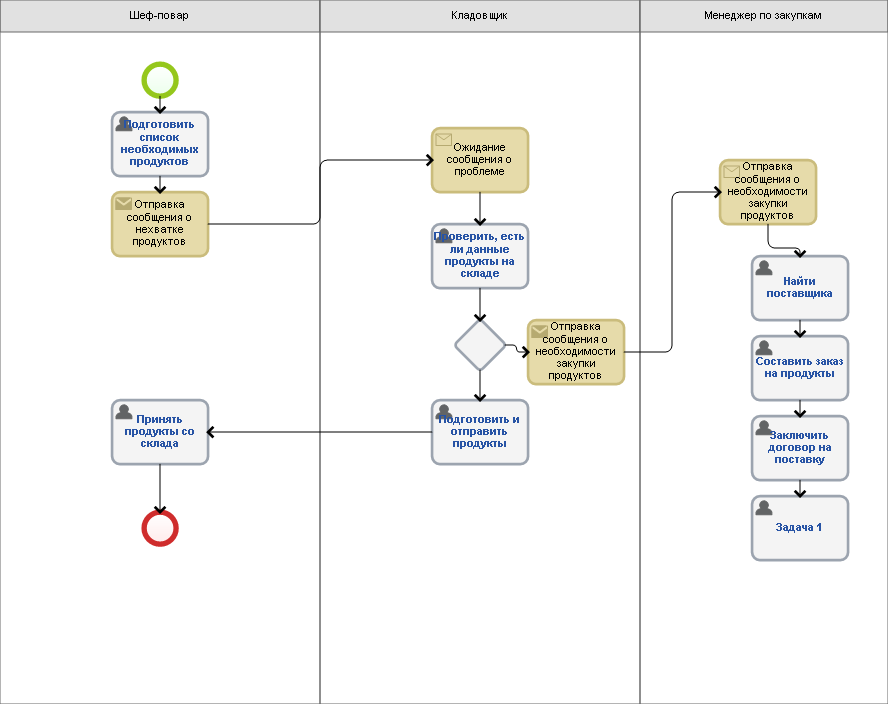 Шеф-повар
Кладовщик
Менеджер по закупкам
Подготовить
список
необходимых
продуктов
Отправка
сообщения о
нехватке
продуктов
Ожидание
сообщения о
проблеме
Проверить, есть
ли данные
продукты на
складе
Отправка
сообщения о
необходимости
закупки
продуктов
Подготовить и
отправить
продукты
Принять
продукты со
склада
Отправка
сообщения о
необходимости
закупки
продуктов
Найти
поставщика
Составить заказ
на продукты
Заключить
договор на
поставку
Задача 1